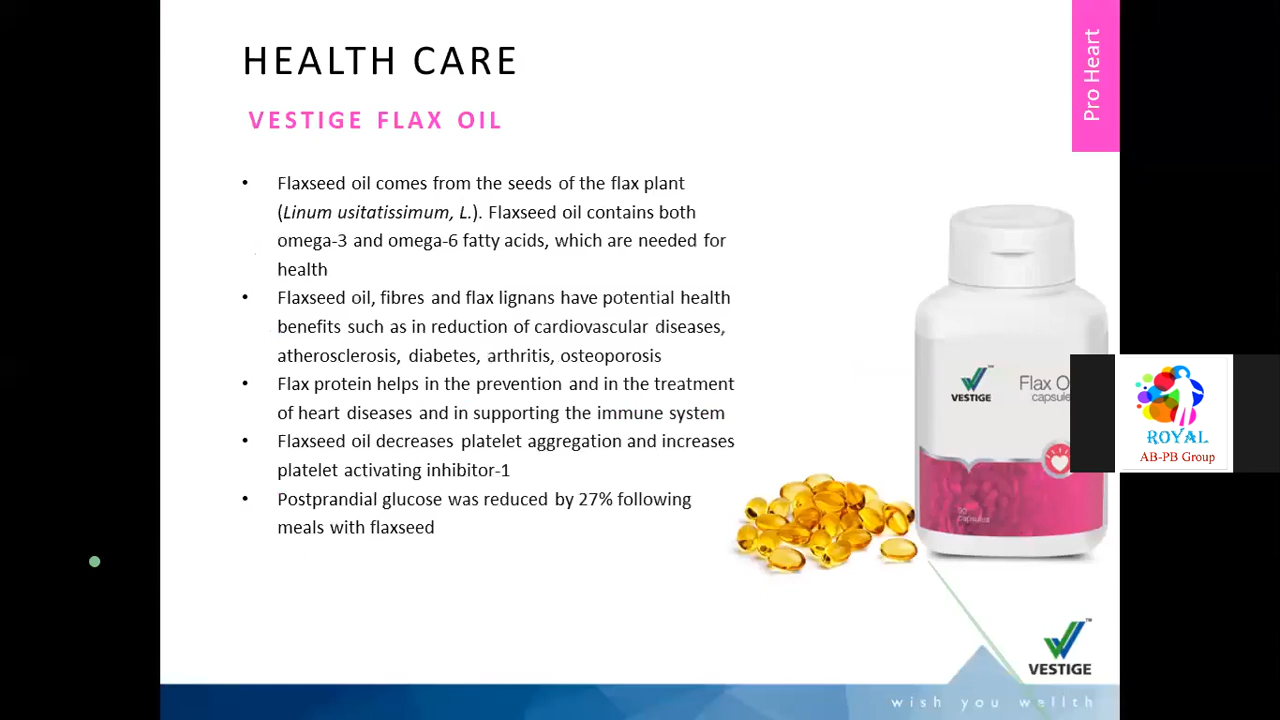 HEALTH CARE
Pro Heart
VESTIGE FLAX OIL
• Flaxseed oil comes from the seeds of the flax plant
(Linum usitatissimum, L.). Flaxseed oil contains both
omega-3 and omega-6 fatty acids, which are needed for
health
• Flaxseed oil, fibres and flax lignans have potential health
benefits such as in reduction of cardiovascular diseases,
atherosclerosis, diabetes, arthritis, osteoporosis
• Flax protein helps in the prevention and in the treatment
of heart diseases and in supporting the immune system
• Flaxseed oil decreases platelet aggregation and increases
platelet activating inhibitor-1
• Postprandial glucose was reduced by 27% following
meals with flaxseed
VESTIGE
Flax O
capsule
capsules
ROYAL
AB-PB Group
VESTIGE
wish you wellth